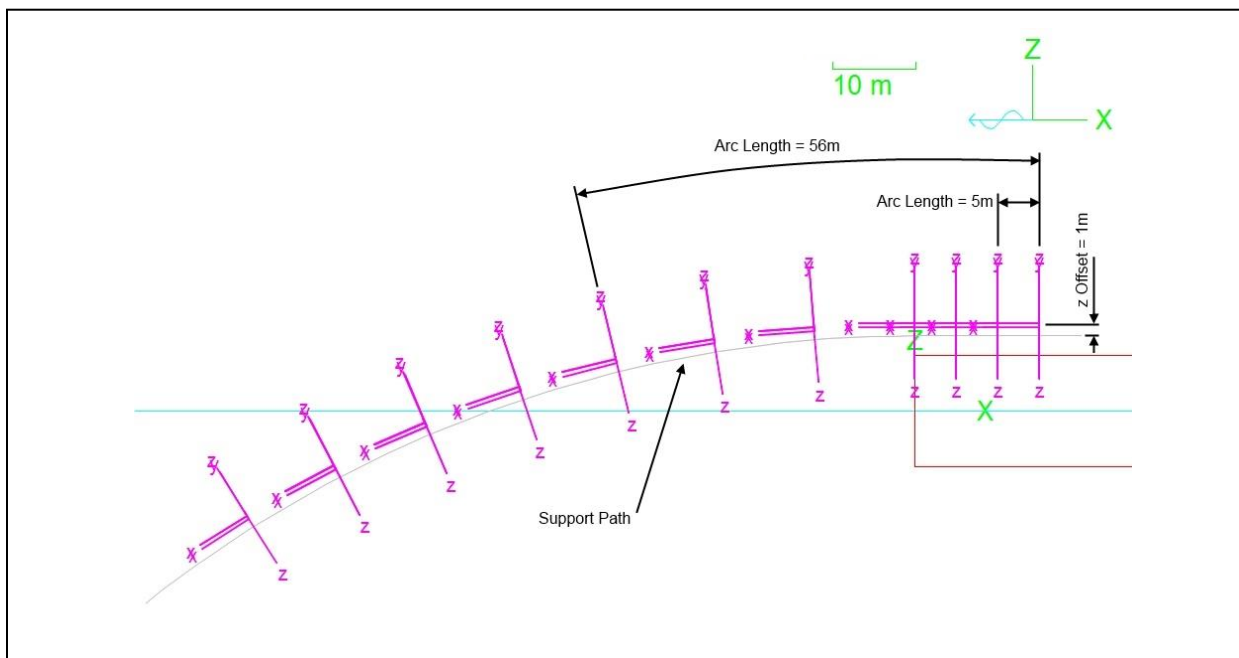 Z
10 m
X
Arc Length = 56m
Arc Length = 5m
z Offset = 1m
z z z z
y y y y
z
y
z
y
z
y
x x x x
z
y
x
x
Z
x
x
z
y
x
x
z z z z
z
z
z
y
x
x
X
z
z
y
x
x
z
z
y
x
x
z
Support Path
z
x
x
z